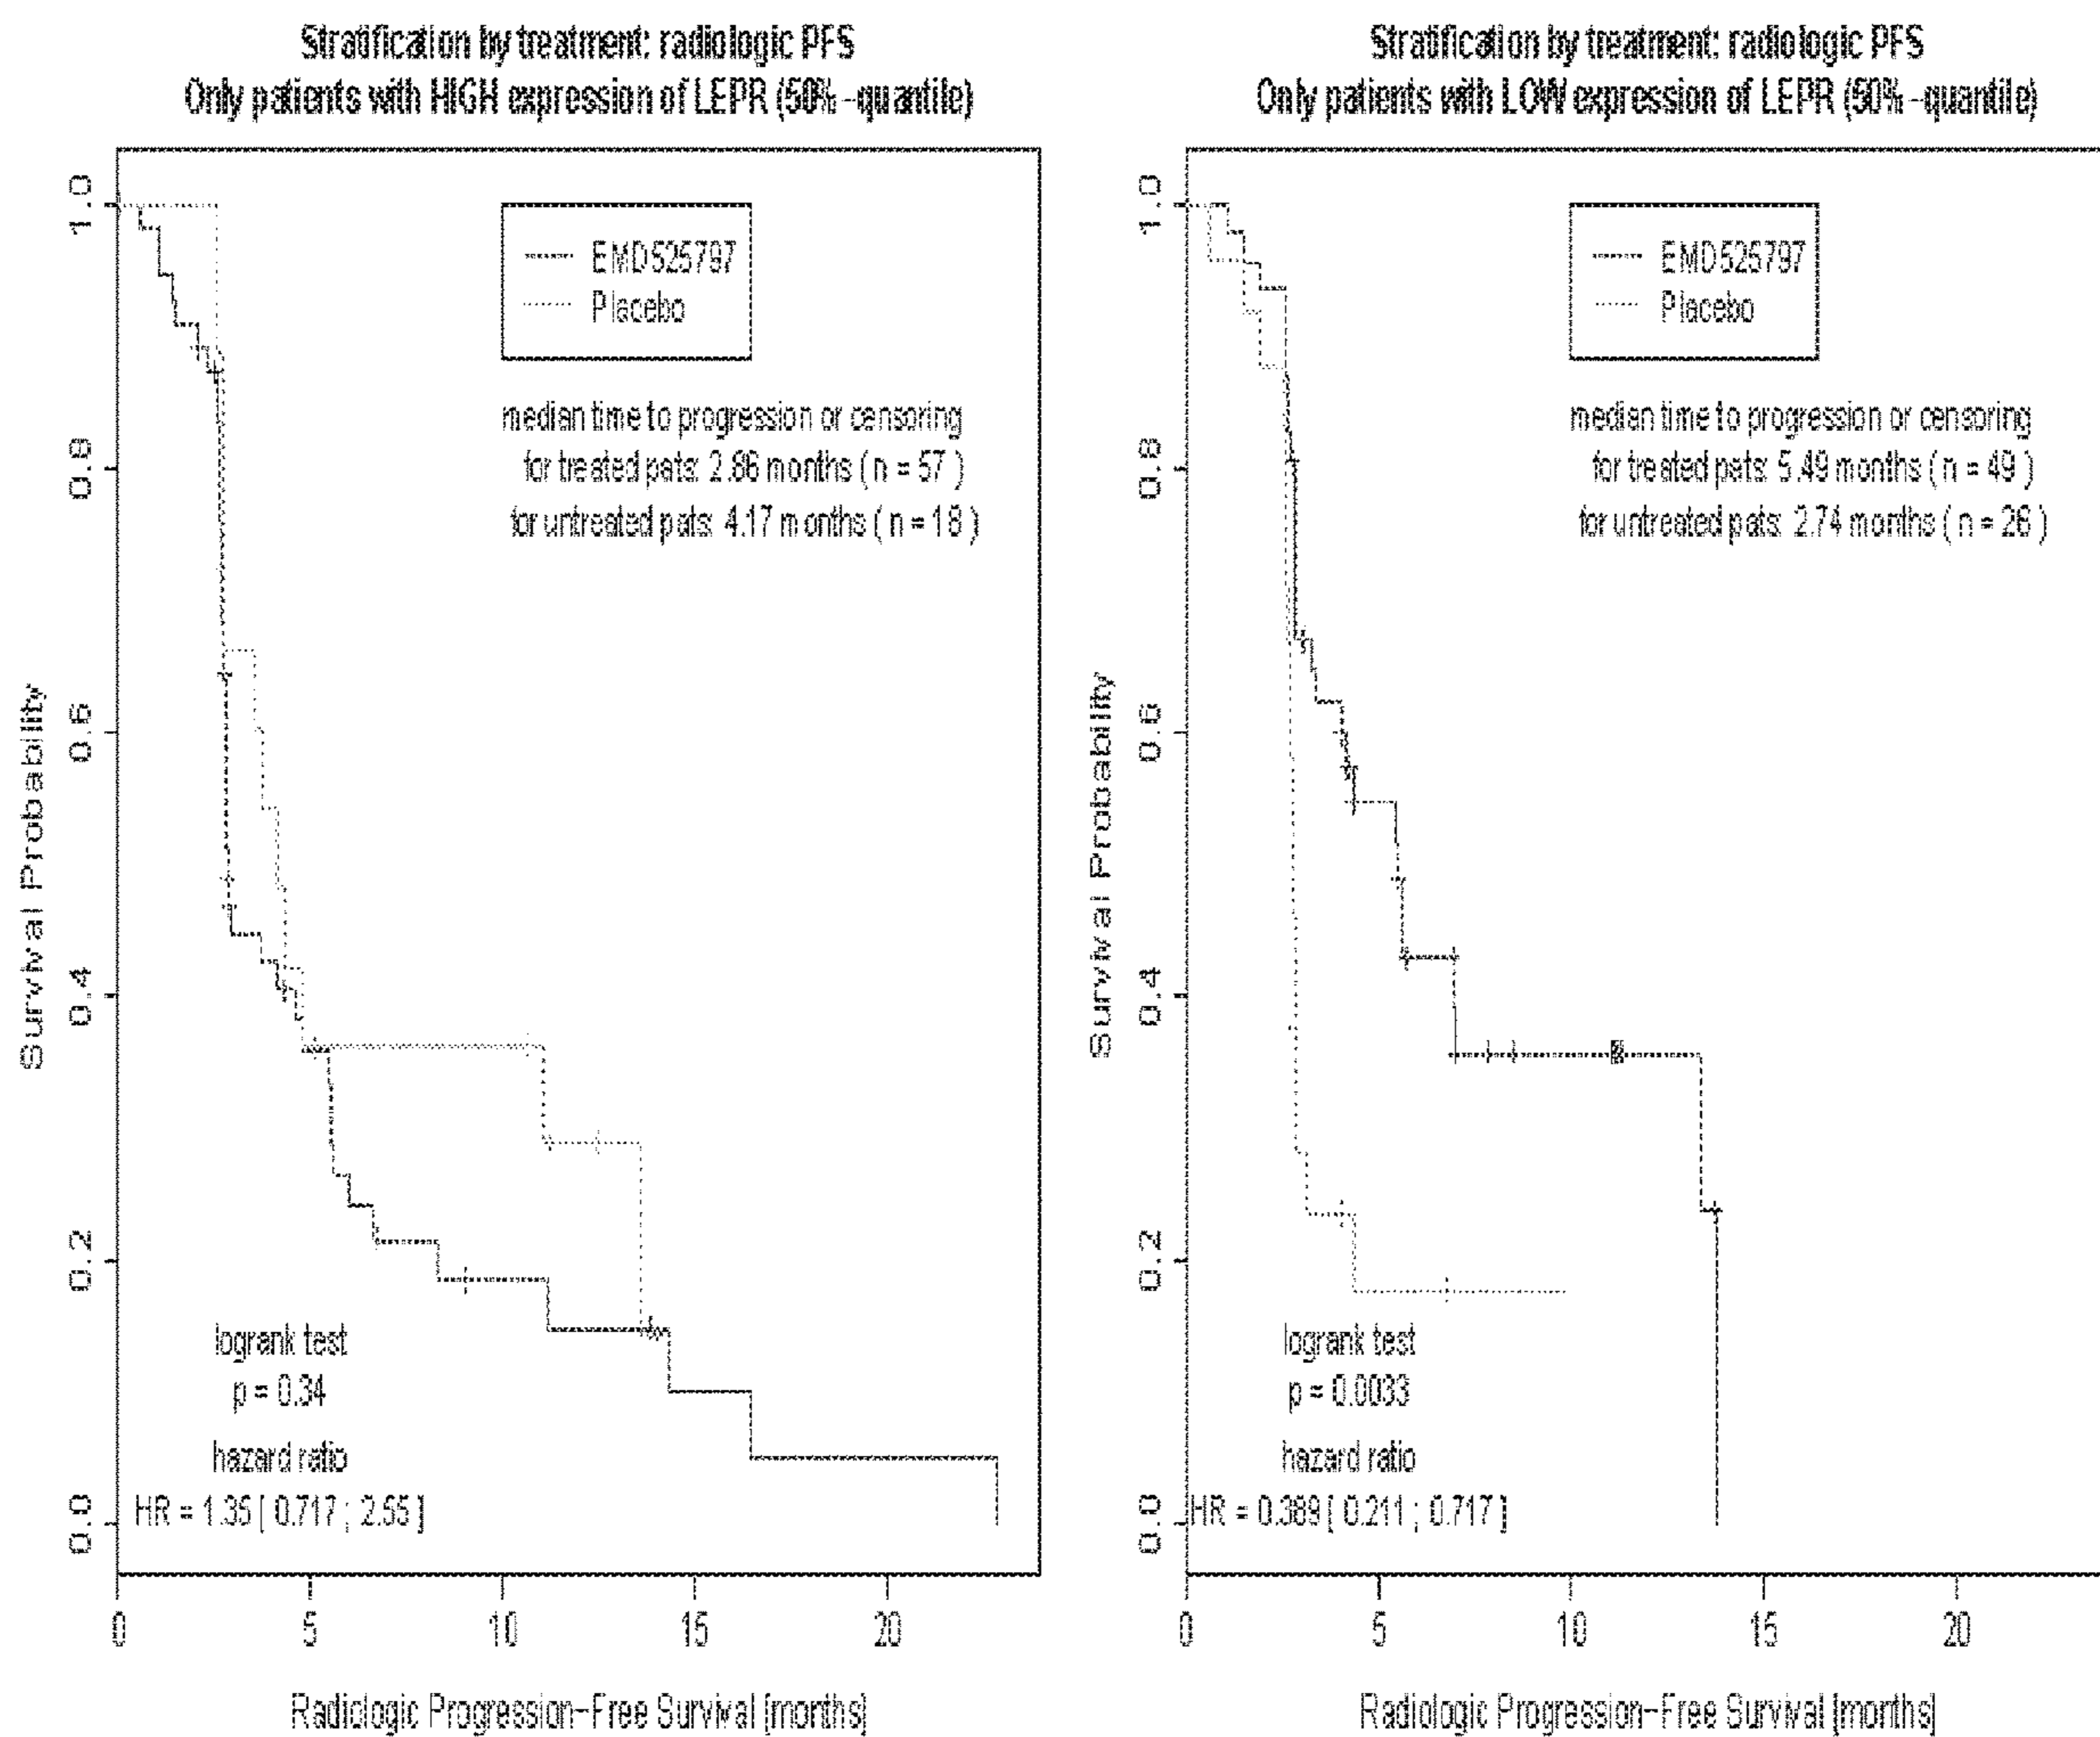 Stratification by treatment: radiologic PFS
Only patients with HIGH expression of LEPR (50%-quantile)
1.0
0.8
0.6
0.4
0.2
0.0
Survival Probability
EMD525797
Placebo
median time to progression or censoring
for treated pats: 2.86 months ( n = 57 )
for untreated pats: 4.17 months ( n = 18 )
logrank test
p = 0.34
hazard ratio
HR = 1.35 [ 0.717 ; 2.55 ]
0 5 10 15 20
Radiologic Progression-Free Survival [months]
Stratification by treatment: radiologic PFS
Only patients with LOW expression of LEPR (50%-quantile)
1.0
0.8
0.6
0.4
0.2
0.0
Survival Probability
EMD525797
Placebo
median time to progression or censoring
for treated pats: 5.49 months ( n = 49 )
for untreated pats: 2.74 months ( n = 26 )
logrank test
p = 0.0033
hazard ratio
HR = 0.389 [ 0.211 ; 0.717 ]
0 5 10 15 20
Radiologic Progression-Free Survival [months]